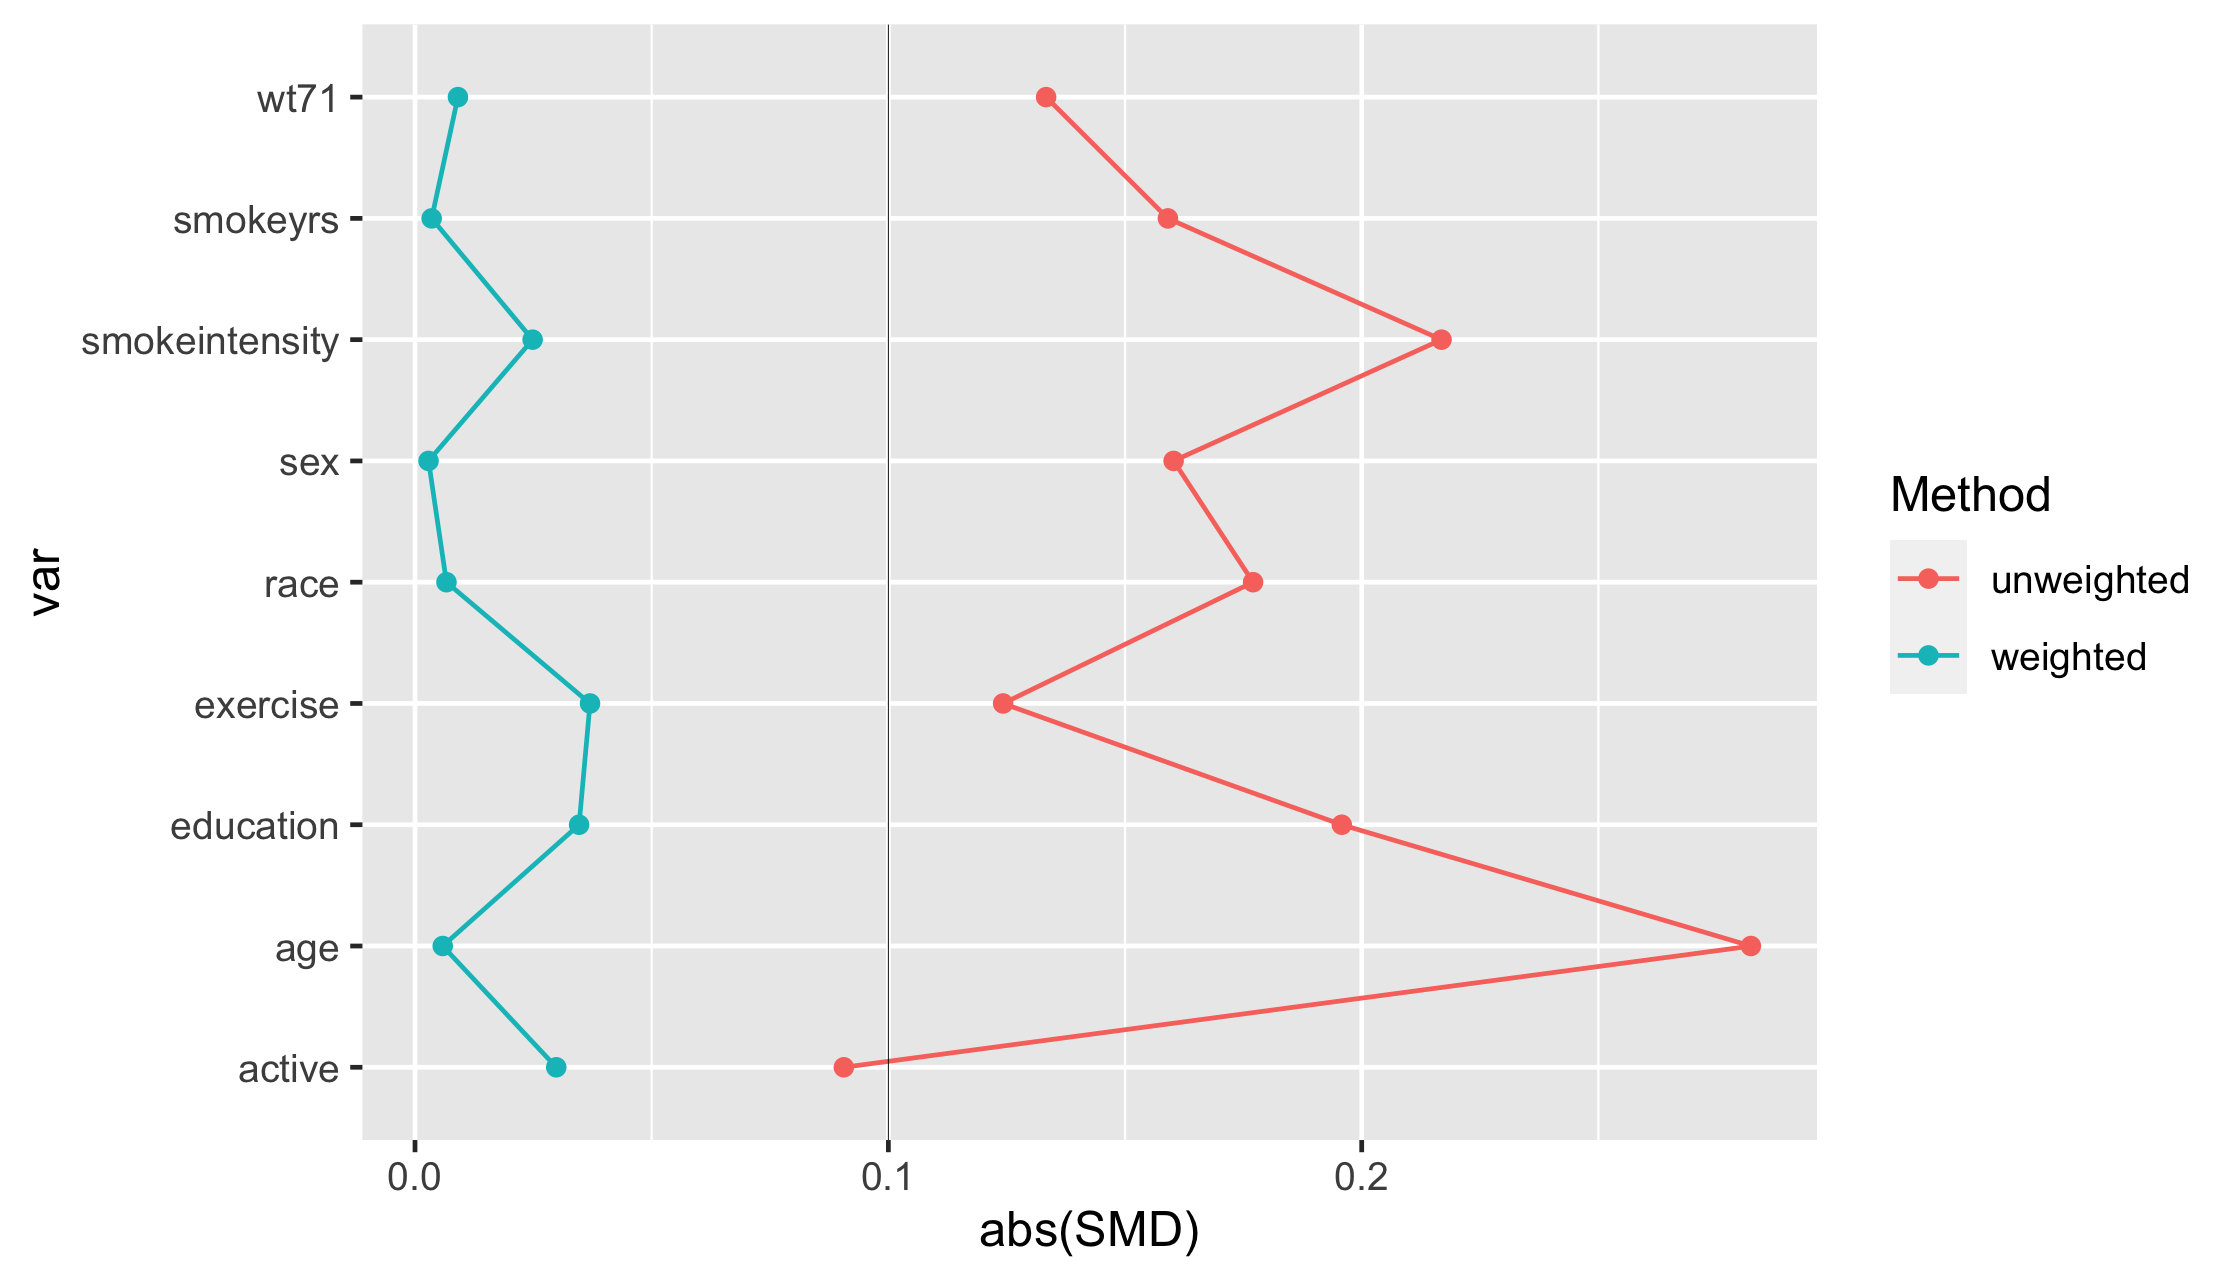 wt71
smokeyrs
smokeintensity
sex
race
exercise
education
age
active
var
0.0 0.1 0.2
abs(SMD)
Method
unweighted
weighted